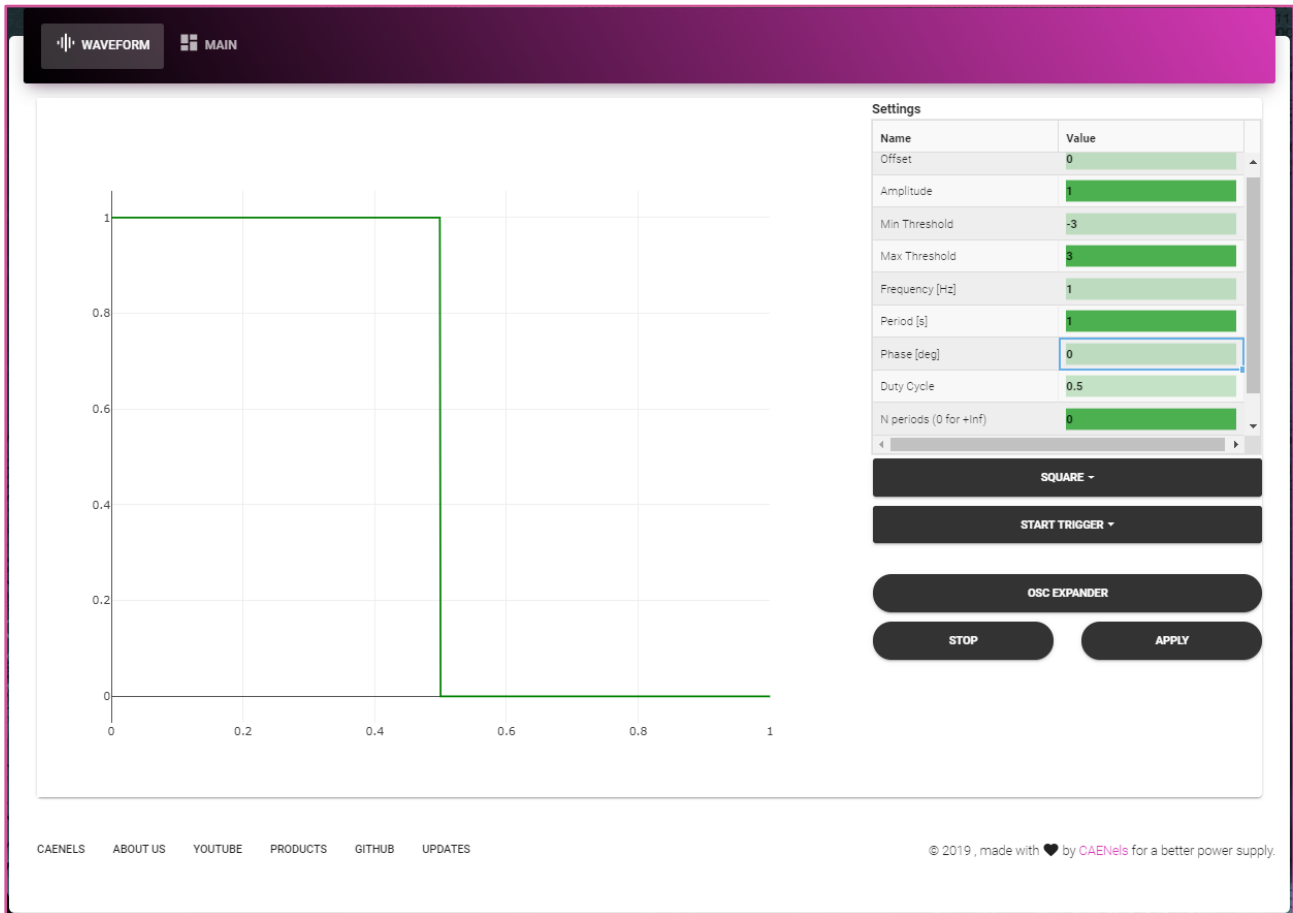 WAVEFORM
MAIN
Settings
Name Value
Offset 0
Amplitude 1
Min Threshold -3
Max Threshold 3
Frequency [Hz] 1
Period [s] 1
Phase [deg] 0
Duty Cycle 0.5
N periods (0 for +Inf) 0
SQUARE
START TRIGGER
OSC EXPANDER
STOP APPLY
1
0.8
0.6
0.4
0.2
0
0 0.2 0.4 0.6 0.8 1
CAENELS ABOUT US YOUTUBE PRODUCTS GITHUB UPDATES
© 2019 , made with by CAENels for a better power supply.